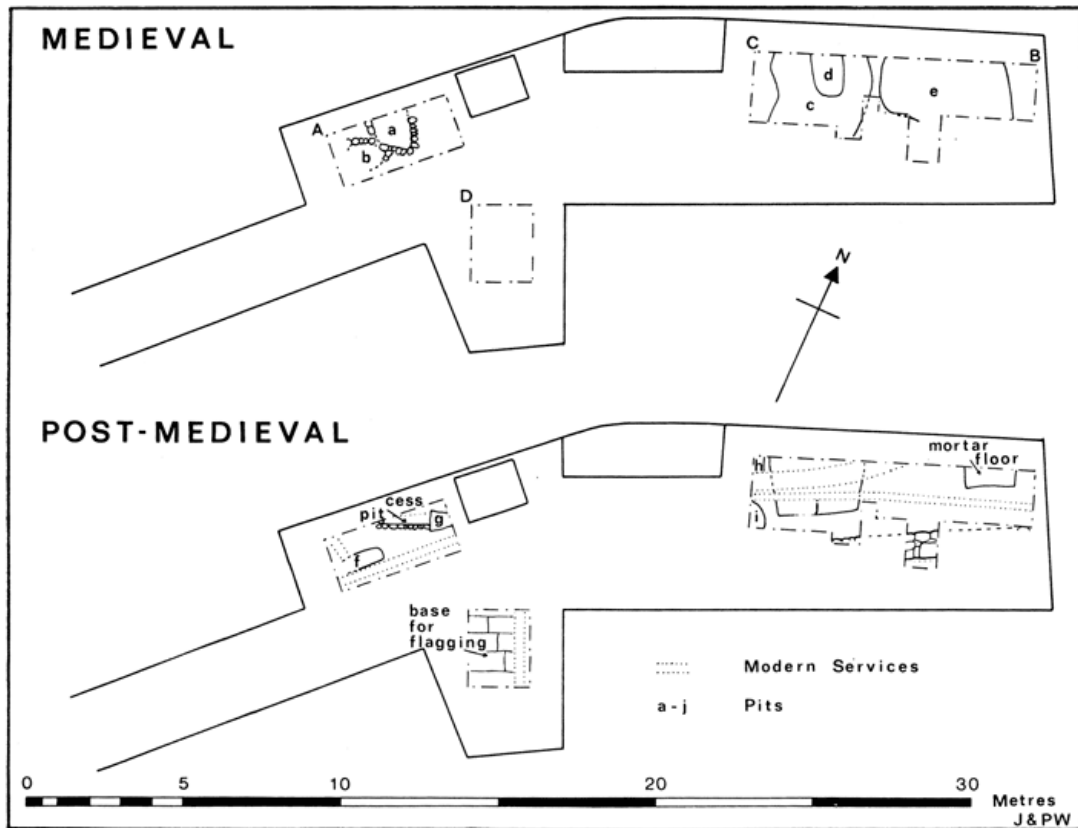 MEDIEVAL
A
a
b
C
B
d
c
e
D
N
POST-MEDIEVAL
mortar
floor
h
cess
pit
g
i
j
f
base
for
flagging
Modern Services
a-j Pits
0 5 10 20 30
Metres
J & PW